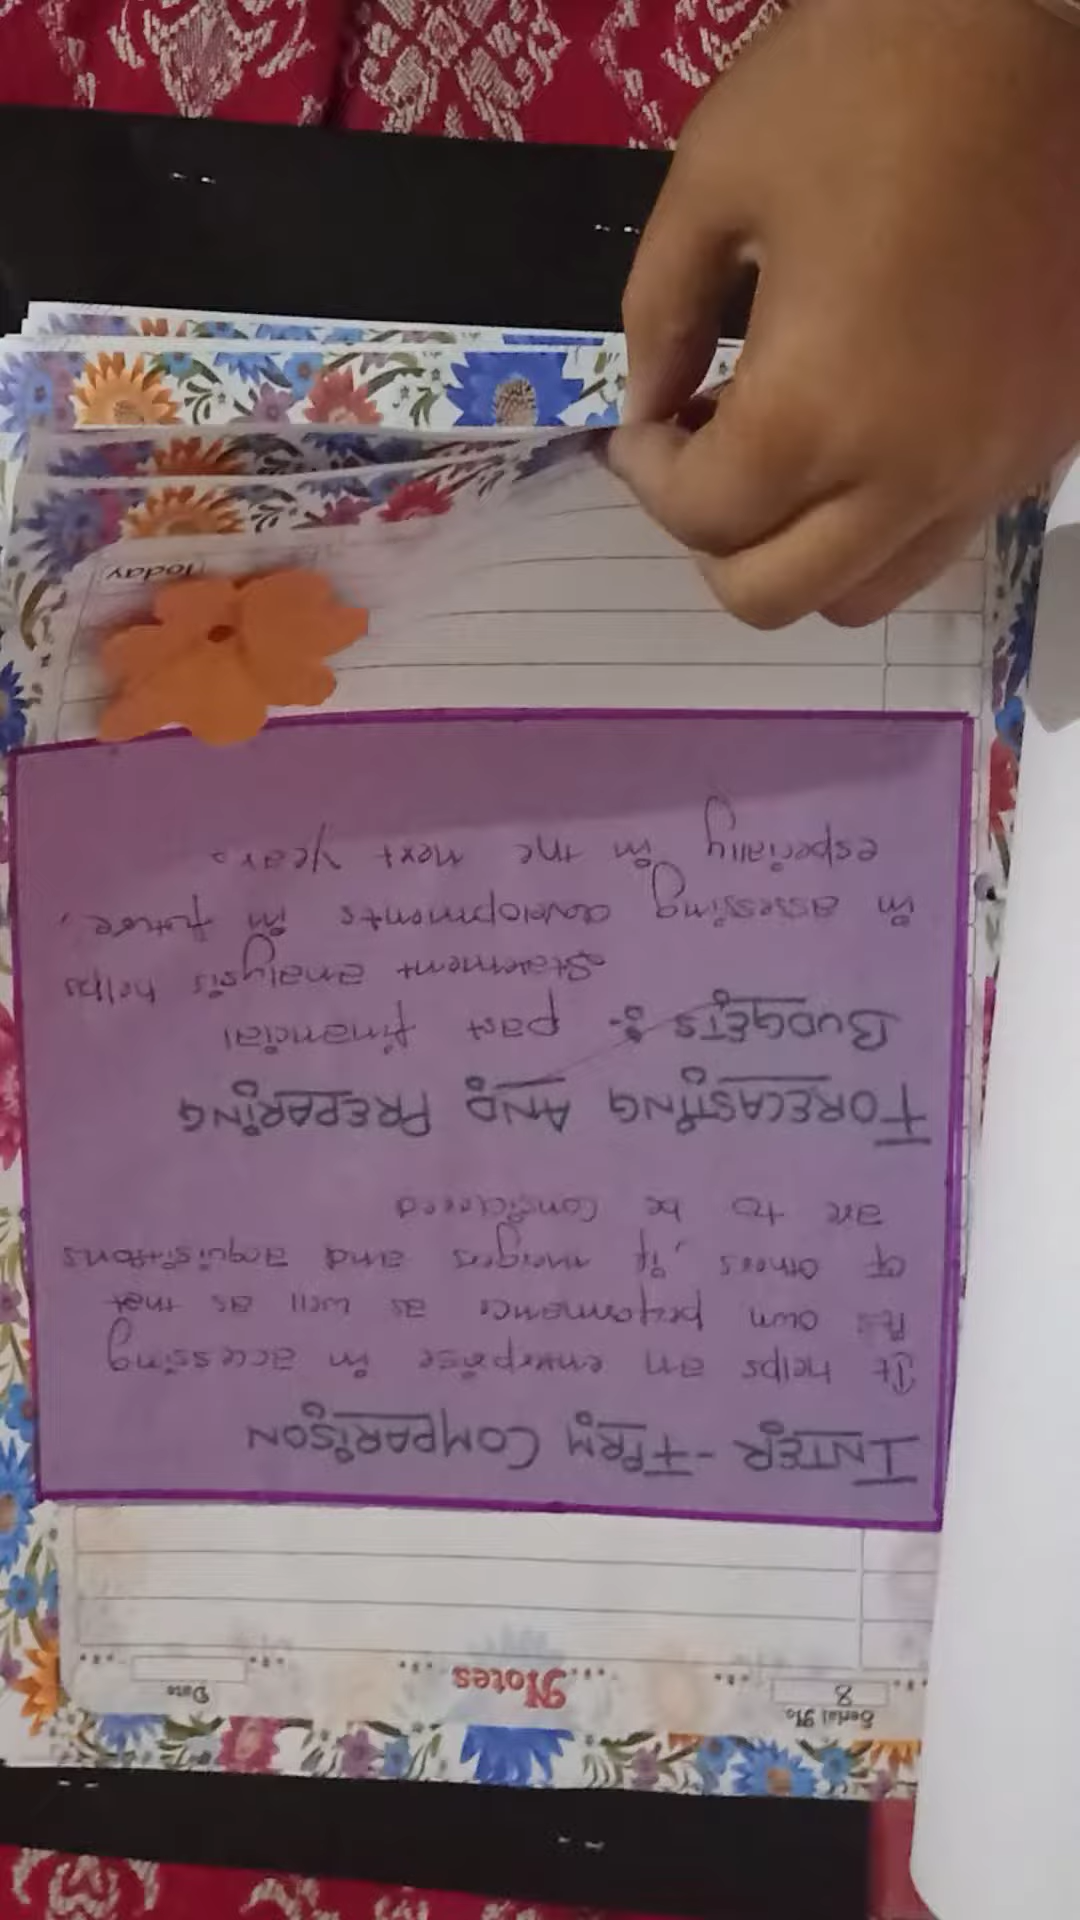 Serial No. 8
Notes
Date
INTER - FIRM COMPARISON
It helps an enterprise in accessing
its own performance as well as that
of others if, mergers and acquisitions
are to be considered
FORECASTING AND PREPARING
BUDGETS :- past financial
statement analysis helps
in assessing developments in future,
especially in the next year.
Today